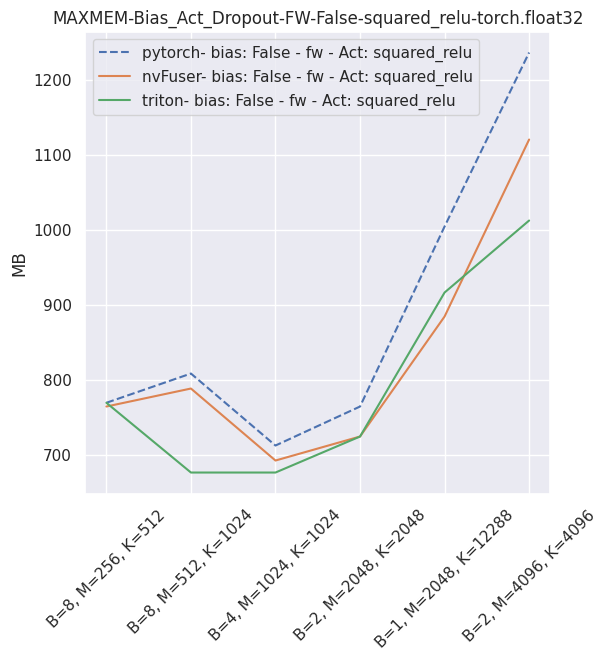 MAXMEM-Bias_Act_Dropout-FW-False-squared_relu-torch.float32
pytorch- bias: False - fw - Act: squared_relu
nvFuser- bias: False - fw - Act: squared_relu
triton- bias: False - fw - Act: squared_relu
1200
1100
1000
900
800
700
MB
B=8, M=256, K=512
B=8, M=512, K=1024
B=4, M=1024, K=1024
B=2, M=2048, K=2048
B=1, M=2048, K=12288
B=2, M=4096, K=4096